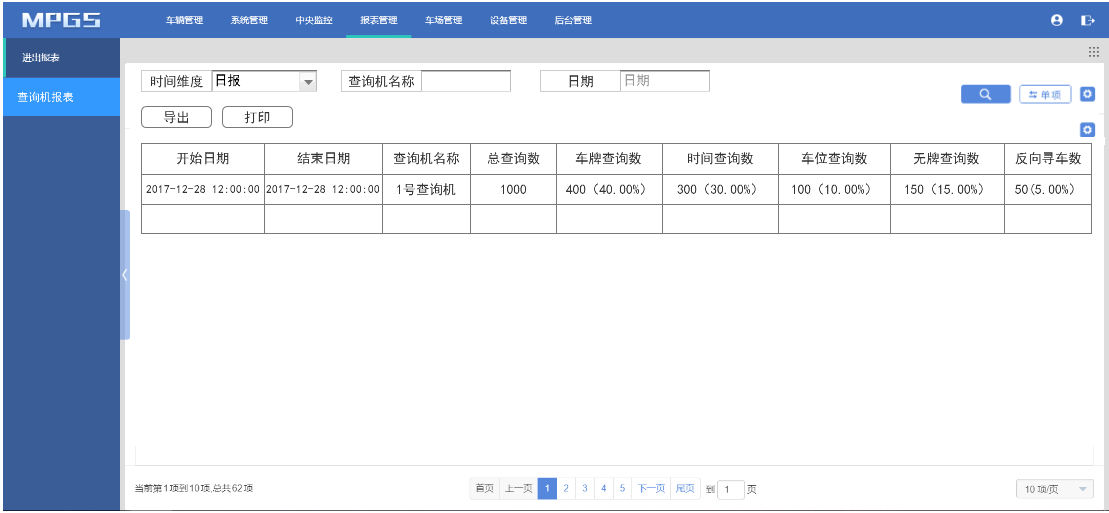 MPGS 车辆管理 系统管理 中央监控 报表管理 车场管理 设备管理 后台管理
进出报表
查询机报表
时间维度 日报 查询机名称 日期 日期
单项
导出 打印
开始日期 结束日期 查询机名称 总查询数 车牌查询数 时间查询数 车位查询数 无牌查询数 反向寻车数
2017-12-28 12:00:00 2017-12-28 12:00:00 1号查询机 1000 400（40.00%） 300（30.00%） 100（10.00%） 150（15.00%） 50(5.00%)
当前第1项到10项,总共62项 首页 上一页 1 2 3 4 5 下一页 尾页 到 1 页 10 项/页